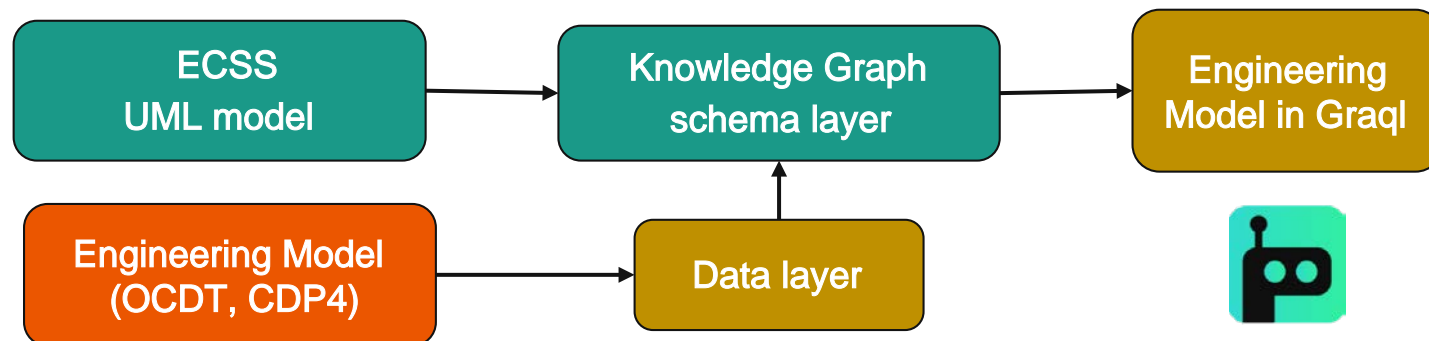 ECSS
UML model
Knowledge Graph
schema layer
Engineering
Model in Graql
Engineering Model
(OCDT, CDP4)
Data layer